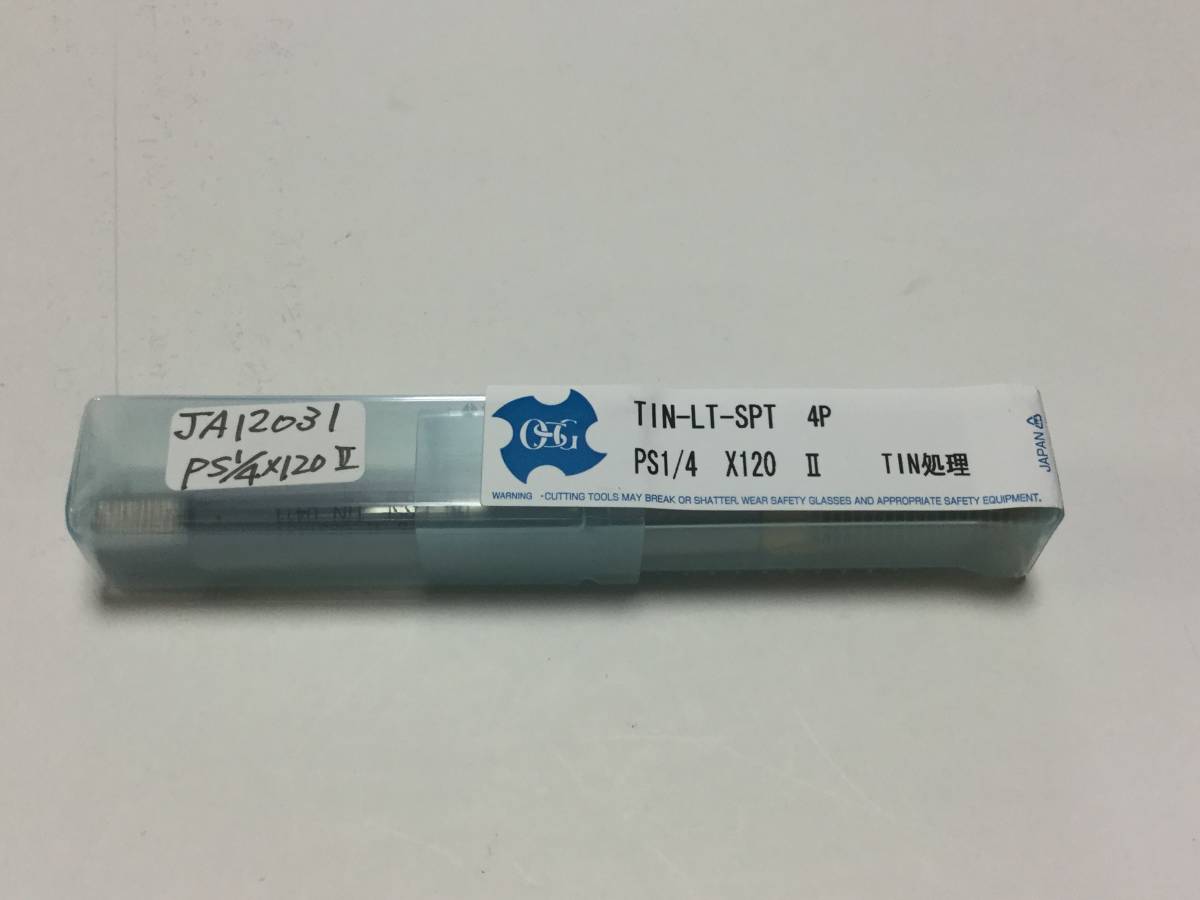 JA12031
PS1/4X120 II
OSG
TIN-LT-SPT 4P
PS1/4 X120 II TIN処理
WARNING ・CUTTING TOOLS MAY BREAK OR SHATTER. WEAR SAFETY GLASSES AND APPROPRIATE SAFETY EQUIPMENT.
JAPAN